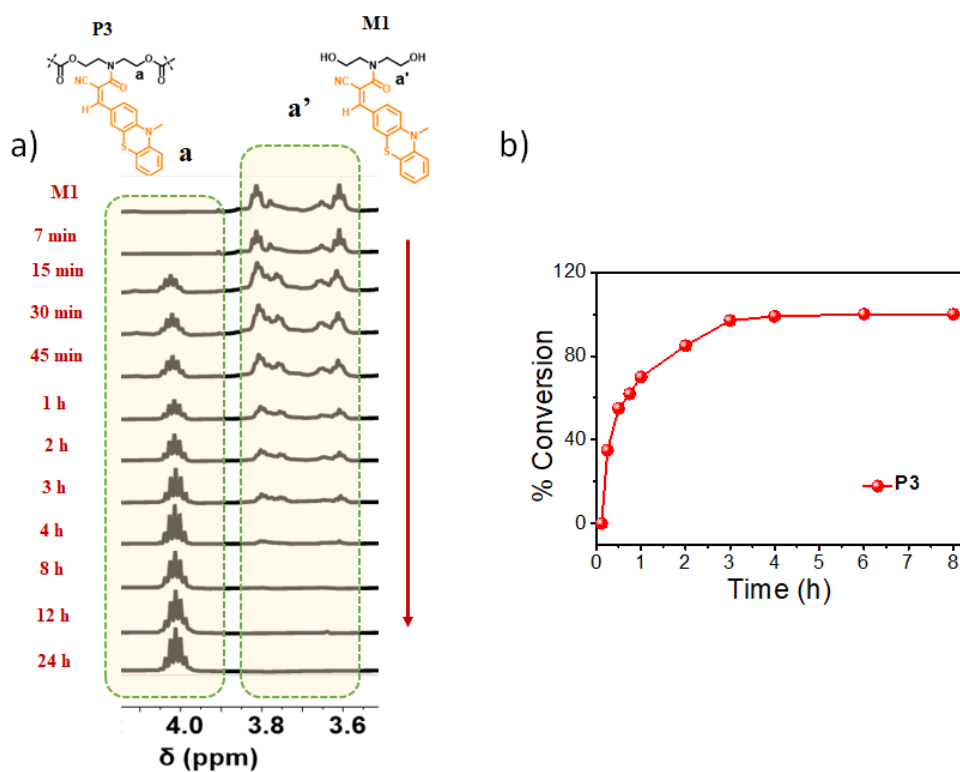 P3
M1
O
O
O
O
N
a
NC
O
H
N
S
HO
OH
N
a'
NC
O
H
N
S
a)
a
a’
b)
M1
7 min
15 min
30 min
45 min
1 h
2 h
3 h
4 h
8 h
12 h
24 h
4.0 3.8 3.6
δ (ppm)
120
80
40
0
% Conversion
P3
0 1 2 3 4 5 6 7 8
Time (h)